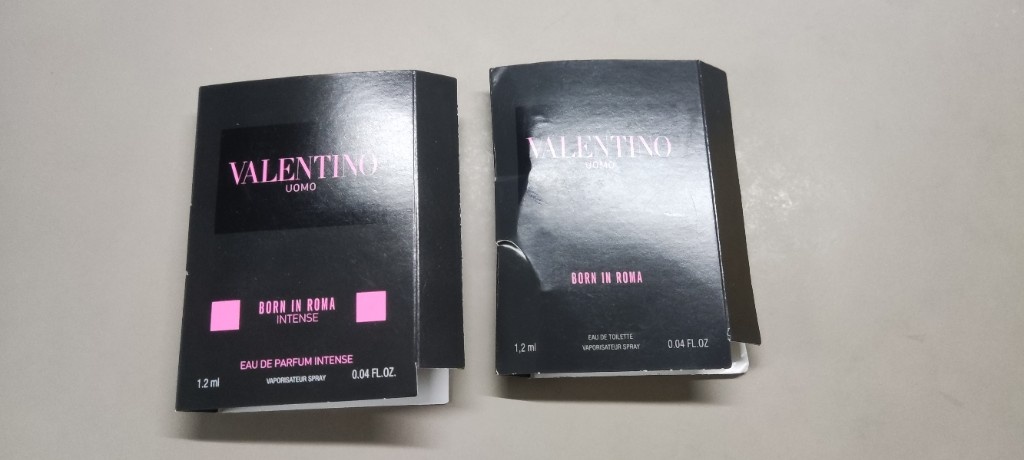 VALENTINO
UOMO
BORN IN ROMA
INTENSE
EAU DE PARFUM INTENSE
1.2 ml VAPORISATEUR SPRAY 0.04 FL.OZ.
VALENTINO
UOMO
BORN IN ROMA
EAU DE TOILETTE
1,2 ml VAPORISATEUR SPRAY 0.04 FL.OZ